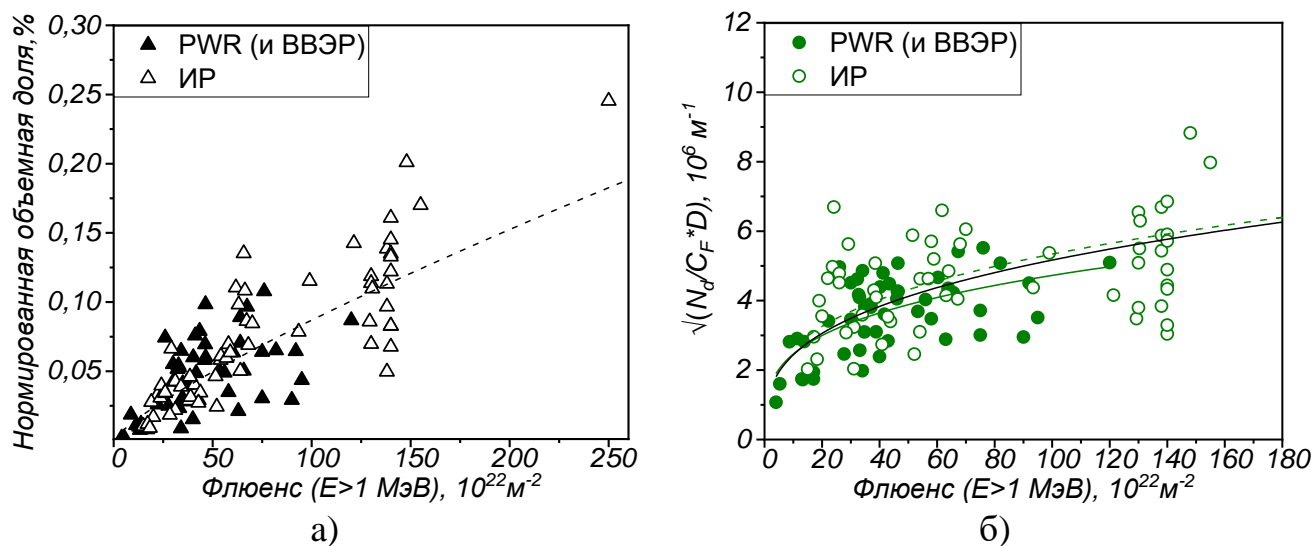 Нормированная объемная доля,%
0,30
0,25
0,20
0,15
0,10
0,05
PWR (и ВВЭР)
ИР
0 50 100 150 200 250
Флюенс (E>1 МэВ), 10²²м⁻²
а)
√(N_d/C_F *D), 10⁶ м⁻¹
12
10
8
6
4
2
0
PWR (и ВВЭР)
ИР
0 20 40 60 80 100 120 140 160 180
Флюенс (E>1 МэВ), 10²²м⁻²
б)